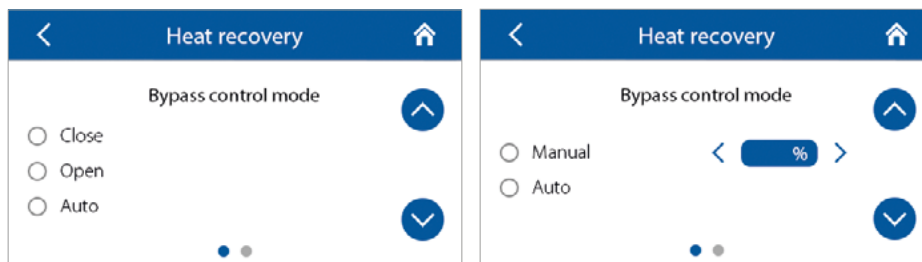 Heat recovery
Bypass control mode
Close
Open
Auto
Heat recovery
Bypass control mode
Manual
%
Auto